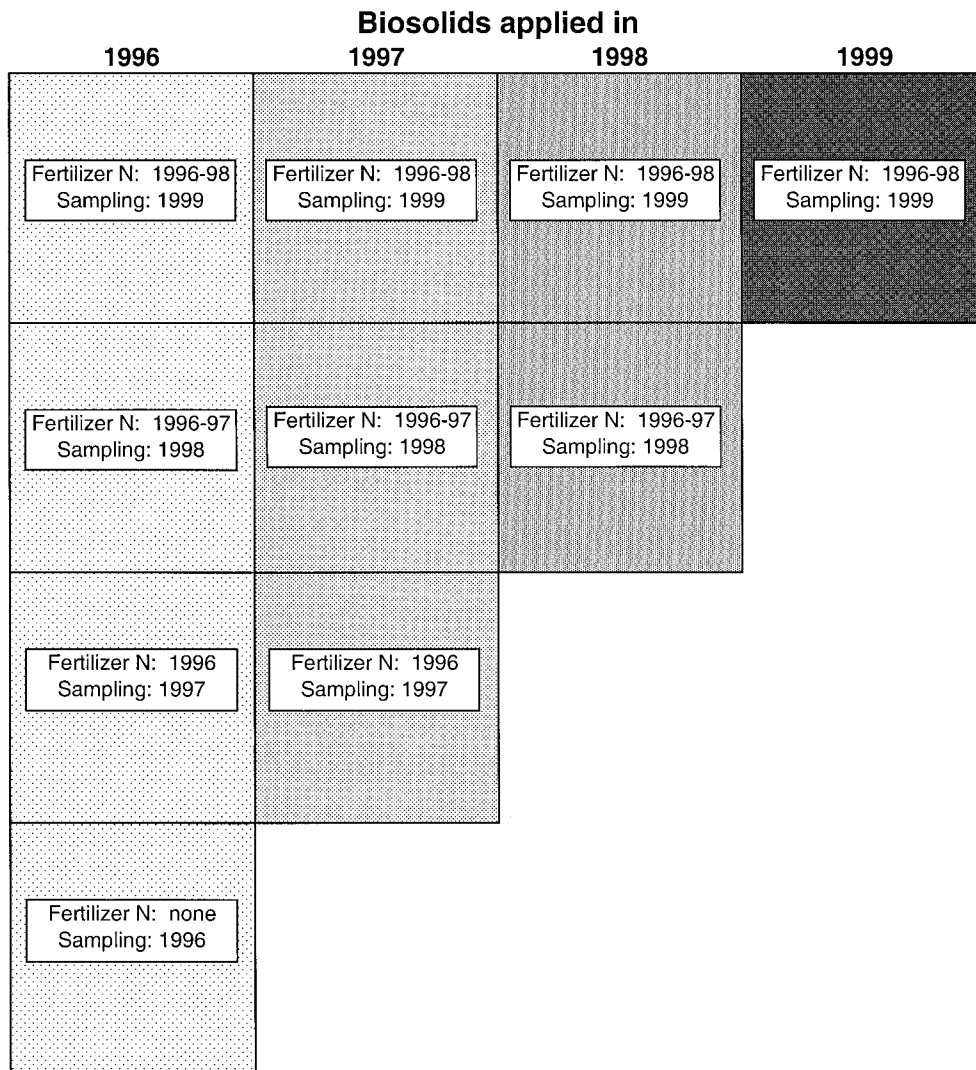 Biosolids applied in
1996 1997 1998 1999
Fertilizer N: 1996-98
Sampling: 1999
Fertilizer N: 1996-98
Sampling: 1999
Fertilizer N: 1996-98
Sampling: 1999
Fertilizer N: 1996-98
Sampling: 1999
Fertilizer N: 1996-97
Sampling: 1998
Fertilizer N: 1996-97
Sampling: 1998
Fertilizer N: 1996-97
Sampling: 1998
Fertilizer N: 1996
Sampling: 1997
Fertilizer N: 1996
Sampling: 1997
Fertilizer N: none
Sampling: 1996